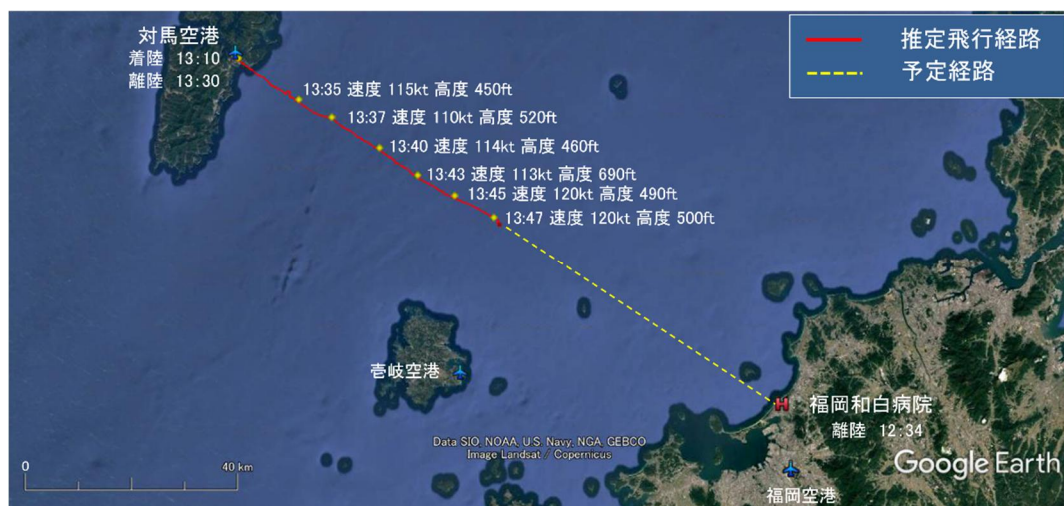 対馬空港
着陸 13:10
離陸 13:30
推定飛行経路
予定経路
13:35 速度 115kt 高度 450ft
13:37 速度 110kt 高度 520ft
13:40 速度 114kt 高度 460ft
13:43 速度 113kt 高度 690ft
13:45 速度 120kt 高度 490ft
13:47 速度 120kt 高度 500ft
壱岐空港
H 福岡和白病院
離陸 12:34
Data SIO, NOAA, U.S. Navy, NGA, GEBCO
Image Landsat / Copernicus
0 40 km
Google Earth
福岡空港